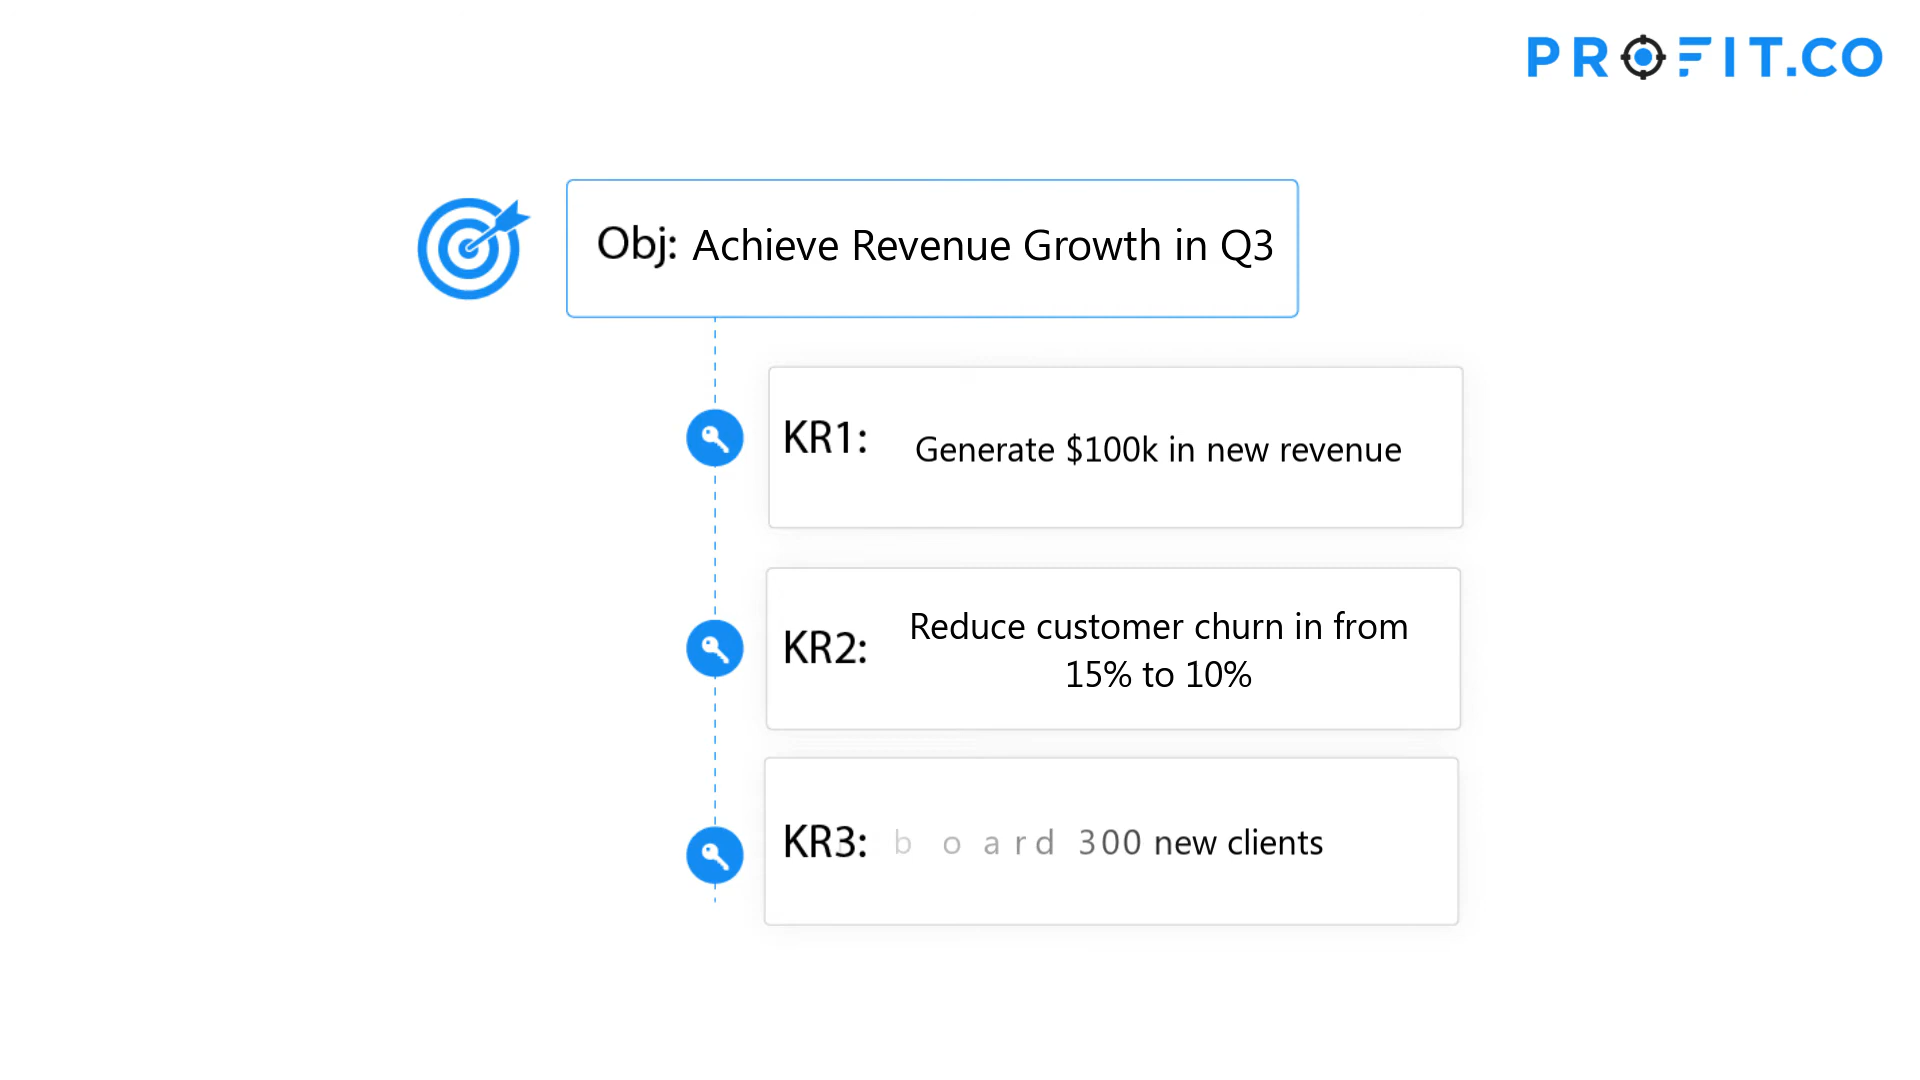 PROFIT.CO
Obj: Achieve Revenue Growth in Q3
KR1: Generate $100k in new revenue
KR2: Reduce customer churn in from
15% to 10%
KR3: board 300 new clients